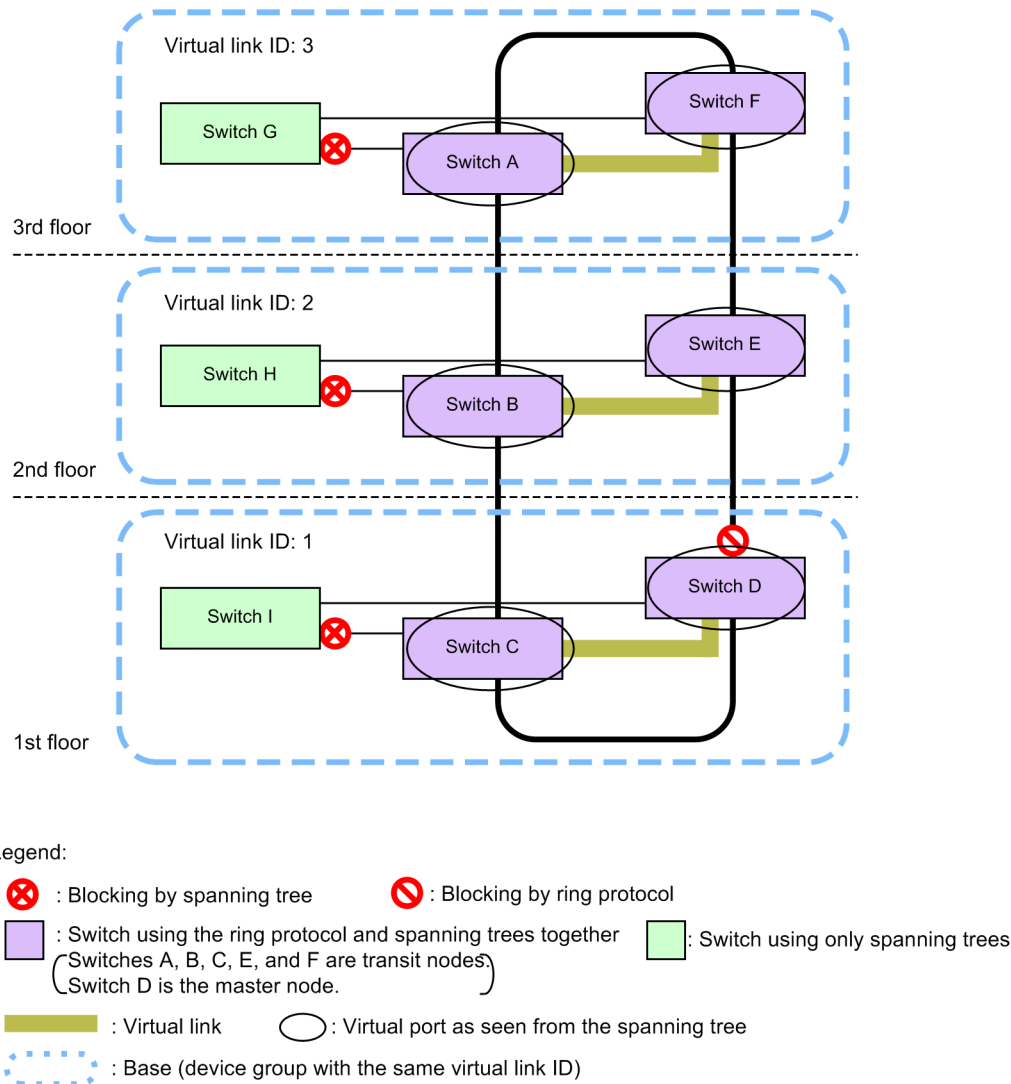 Virtual link ID: 3
Switch F
Switch G
Switch A
3rd floor
Virtual link ID: 2
Switch E
Switch H
Switch B
2nd floor
Virtual link ID: 1
Switch D
Switch I
Switch C
1st floor
Legend:
: Blocking by spanning tree
: Blocking by ring protocol
: Switch using the ring protocol and spanning trees together
Switches A, B, C, E, and F are transit nodes.
Switch D is the master node.
: Switch using only spanning trees
: Virtual link
: Virtual port as seen from the spanning tree
: Base (device group with the same virtual link ID)